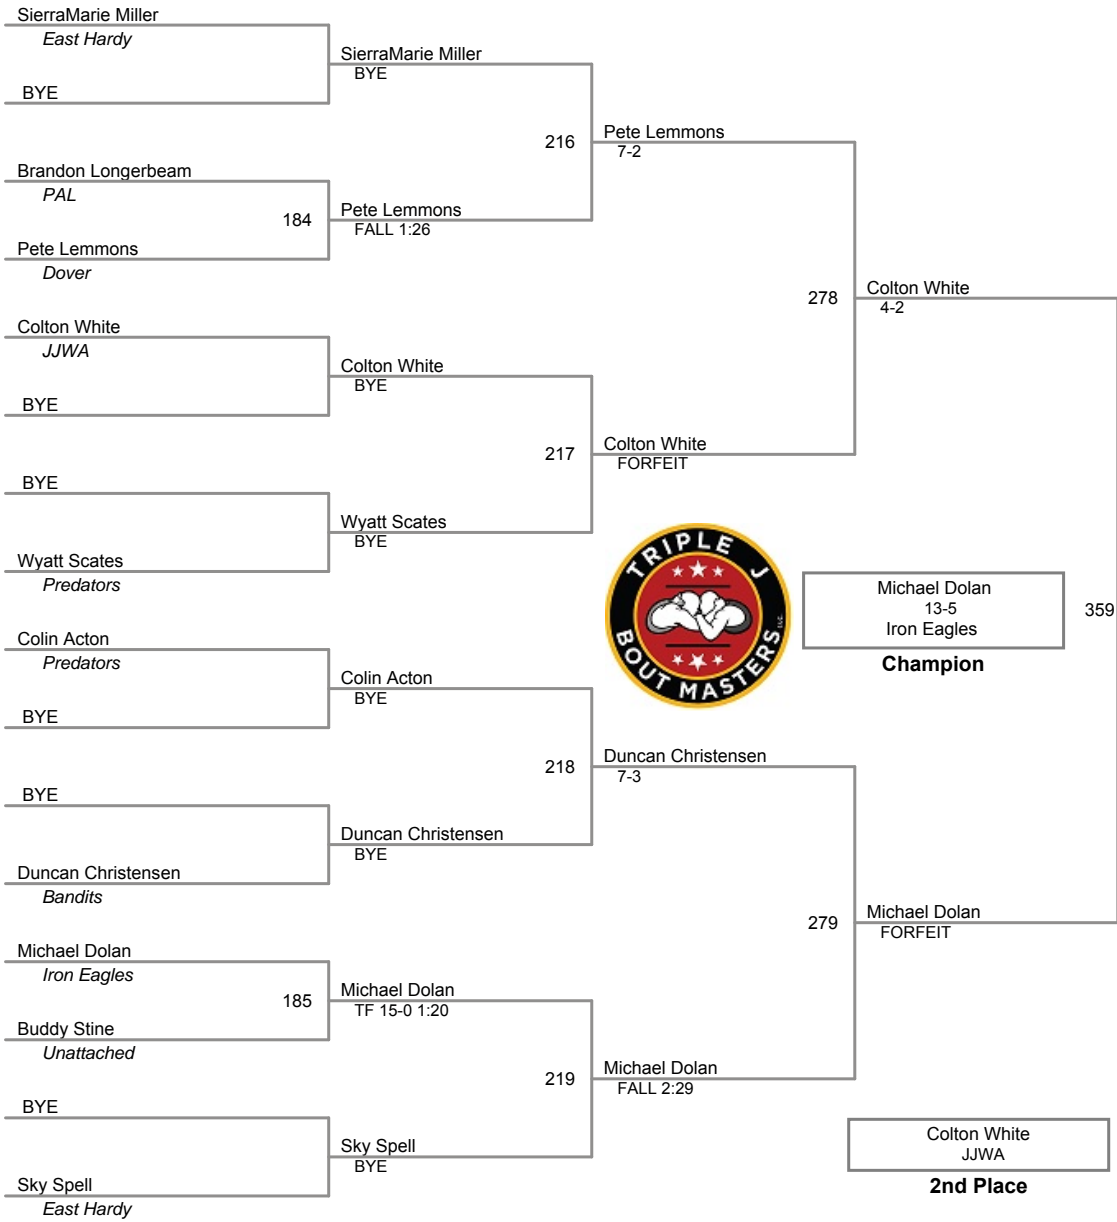 SierraMarie Miller
East Hardy
BYE
Brandon Longerbeam
PAL
184
Pete Lemmons
Dover
Colton White
JJWA
BYE
BYE
Wyatt Scates
Predators
Colin Acton
Predators
BYE
BYE
Duncan Christensen
Bandits
Michael Dolan
Iron Eagles
185
Buddy Stine
Unattached
BYE
Sky Spell
East Hardy
SierraMarie Miller
BYE
216
Pete Lemmons
FALL 1:26
Colton White
BYE
217
Wyatt Scates
BYE
Colin Acton
BYE
218
Duncan Christensen
BYE
Michael Dolan
TF 15-0 1:20
219
Sky Spell
BYE
Pete Lemmons
7-2
278
Colton White
FORFEIT
TRIPLE J
BOUT MASTERS INC.
Duncan Christensen
7-3
279
Michael Dolan
FALL 2:29
Colton White
4-2
Michael Dolan
13-5
Iron Eagles
359
Champion
Michael Dolan
FORFEIT
Colton White
JJWA
2nd Place